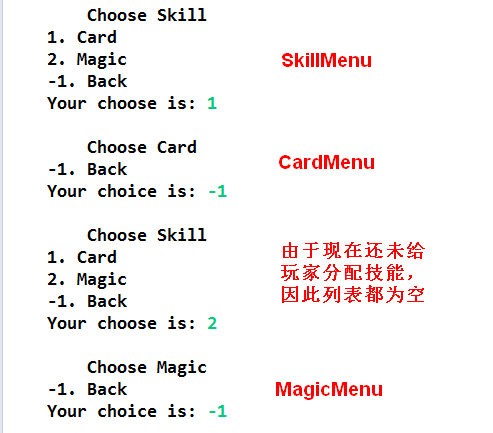 Choose Skill
1. Card
2. Magic
-1. Back
Your choose is: 1
SkillMenu
Choose Card
-1. Back
Your choice is: -1
CardMenu
Choose Skill
1. Card
2. Magic
-1. Back
Your choose is: 2
由于现在还未给
玩家分配技能，
因此列表都为空
Choose Magic
-1. Back
Your choice is: -1
MagicMenu